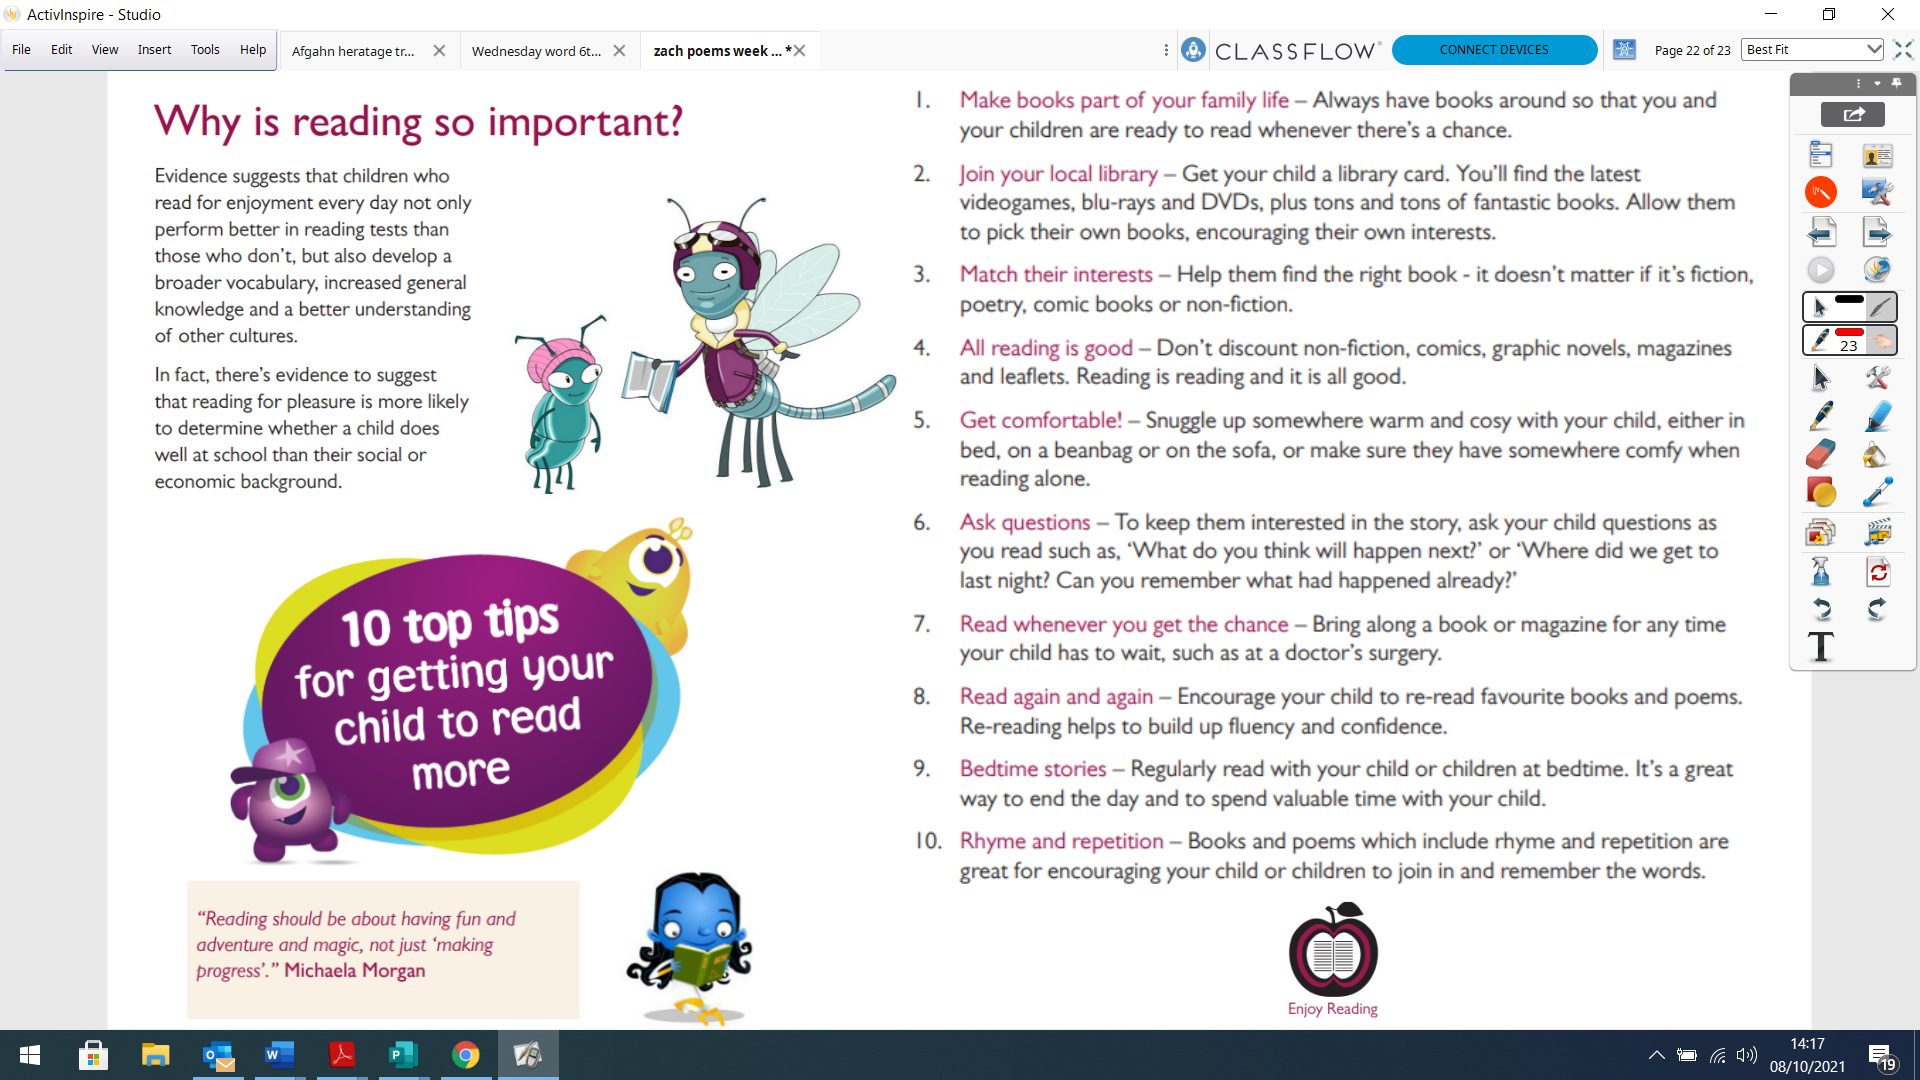 ActivInspire - Studio
File Edit View Insert Tools Help
Afgahn heratage tr...
Wednesday word 6t...
zach poems week ... *
CLASSFLOW
CONNECT DEVICES
Page 22 of 23
Best Fit
Why is reading so important?
Evidence suggests that children who
read for enjoyment every day not only
perform better in reading tests than
those who don't, but also develop a
broader vocabulary, increased general
knowledge and a better understanding
of other cultures.
In fact, there's evidence to suggest
that reading for pleasure is more likely
to determine whether a child does
well at school than their social or
economic background.
10 top tips
for getting your
child to read
more
"Reading should be about having fun and
adventure and magic, not just 'making
progress'." Michaela Morgan
1. Make books part of your family life – Always have books around so that you and
your children are ready to read whenever there's a chance.
2. Join your local library – Get your child a library card. You'll find the latest
videogames, blu-rays and DVDs, plus tons and tons of fantastic books. Allow them
to pick their own books, encouraging their own interests.
3. Match their interests – Help them find the right book - it doesn't matter if it's fiction,
poetry, comic books or non-fiction.
4. All reading is good – Don't discount non-fiction, comics, graphic novels, magazines
and leaflets. Reading is reading and it is all good.
5. Get comfortable! – Snuggle up somewhere warm and cosy with your child, either in
bed, on a beanbag or on the sofa, or make sure they have somewhere comfy when
reading alone.
6. Ask questions – To keep them interested in the story, ask your child questions as
you read such as, 'What do you think will happen next?' or 'Where did we get to
last night? Can you remember what had happened already?'
7. Read whenever you get the chance – Bring along a book or magazine for any time
your child has to wait, such as at a doctor's surgery.
8. Read again and again – Encourage your child to re-read favourite books and poems.
Re-reading helps to build up fluency and confidence.
9. Bedtime stories – Regularly read with your child or children at bedtime. It's a great
way to end the day and to spend valuable time with your child.
10. Rhyme and repetition – Books and poems which include rhyme and repetition are
great for encouraging your child or children to join in and remember the words.
Enjoy Reading
23
T
14:17
08/10/2021
19